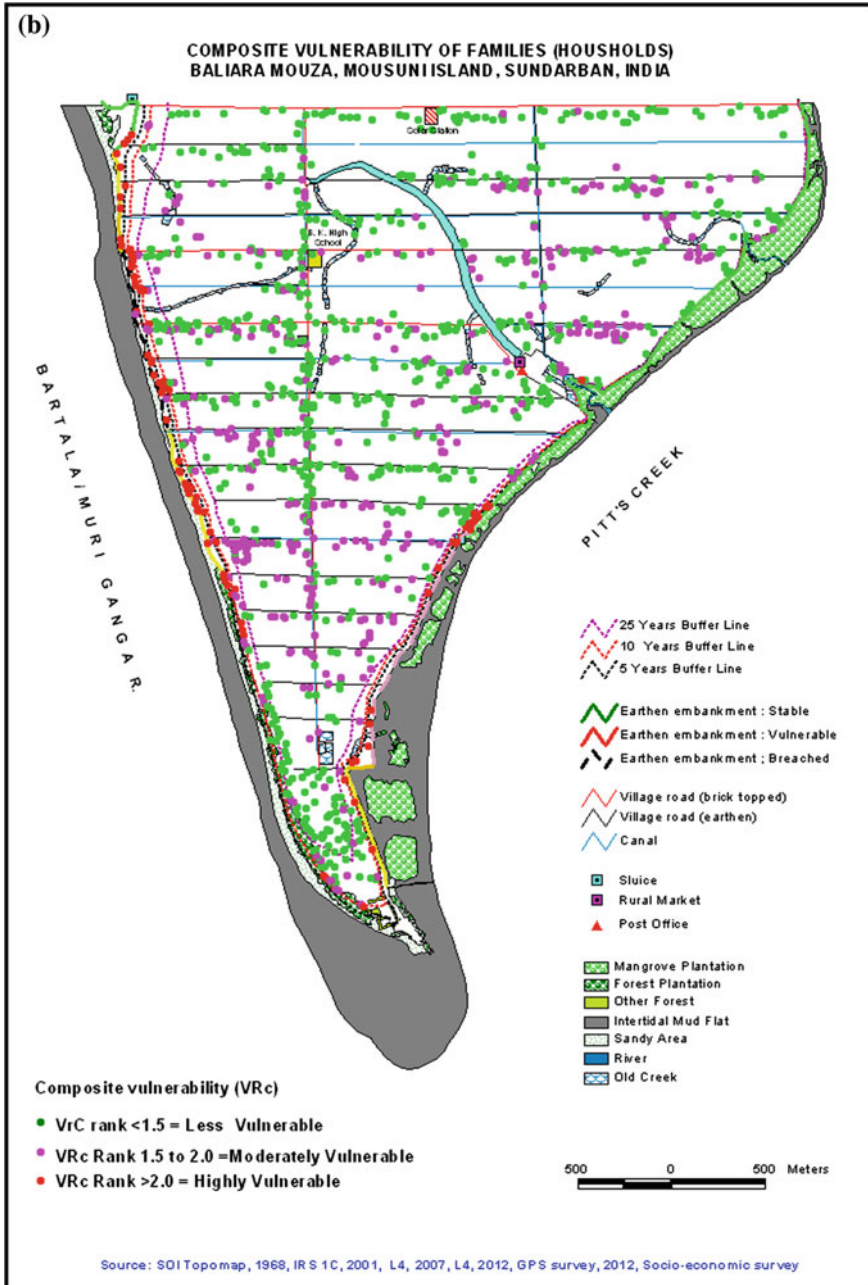 (b)
COMPOSITE VULNERABILITY OF FAMILIES (HOUSHOLDS)
BALIARA MOUZA, MOUSUNI ISLAND, SUNDARBAN, INDIA
S. K. High
School
BARTALA/MURI GANGAR.
PITT'S CREEK
25 Years Buffer Line
10 Years Buffer Line
5 Years Buffer Line
Earthen embankment : Stable
Earthen embankment : Vulnerable
Earthen embankment ; Breached
Village road (brick topped)
Village road (earthen)
Canal
Sluice
Rural Market
Post Office
Mangrove Plantation
Forest Plantation
Other Forest
Intertidal Mud Flat
Sandy Area
River
Old Creek
Composite vulnerability (VRc)
VrC rank <1.5 = Less Vulnerable
VRc Rank 1.5 to 2.0 =Moderately Vulnerable
VRc Rank >2.0 = Highly Vulnerable
500 0 500 Meters
Source: SOI Topomap, 1968, IRS 1C, 2001, L4, 2007, L4, 2012, GPS survey, 2012, Socio-economic survey